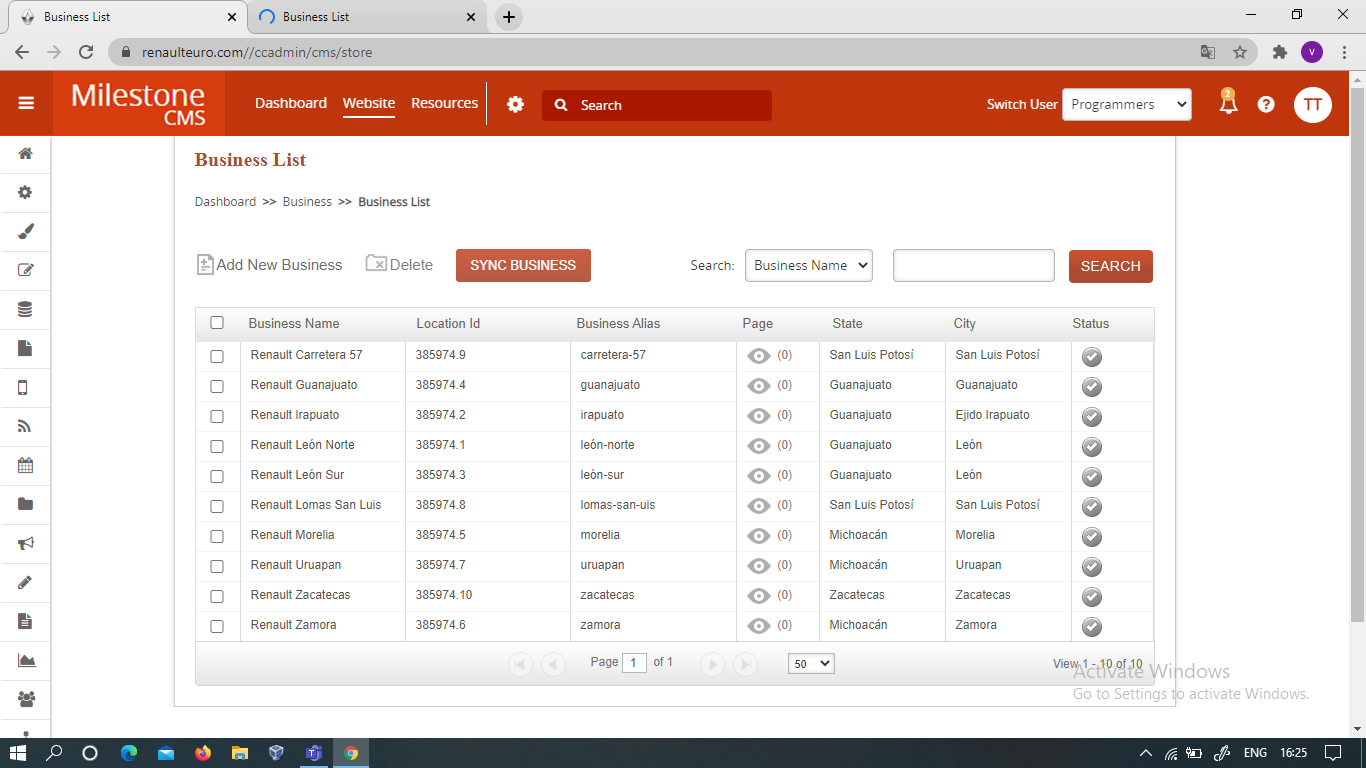 Business List
Business List
V
renaulteuro.com//ccadmin/cms/store
Milestone
CMS
Dashboard Website Resources
Search
Switch User Programmers
2
?
TT
Business List
Dashboard >> Business >> Business List
Add New Business Delete SYNC BUSINESS Search: Business Name SEARCH
Business Name Location Id Business Alias Page State City Status
Renault Carretera 57 385974.9 carretera-57 (0) San Luis Potosí San Luis Potosí
Renault Guanajuato 385974.4 guanajuato (0) Guanajuato Guanajuato
Renault Irapuato 385974.2 irapuato (0) Guanajuato Ejido Irapuato
Renault León Norte 385974.1 león-norte (0) Guanajuato León
Renault León Sur 385974.3 león-sur (0) Guanajuato León
Renault Lomas San Luis 385974.8 lomas-san-uis (0) San Luis Potosí San Luis Potosí
Renault Morelia 385974.5 morelia (0) Michoacán Morelia
Renault Uruapan 385974.7 uruapan (0) Michoacán Uruapan
Renault Zacatecas 385974.10 zacatecas (0) Zacatecas Zacatecas
Renault Zamora 385974.6 zamora (0) Michoacán Zamora
Page 1 of 1 50 View 1 - 10 of 10
Activate Windows
Go to Settings to activate Windows.
ENG 16:25